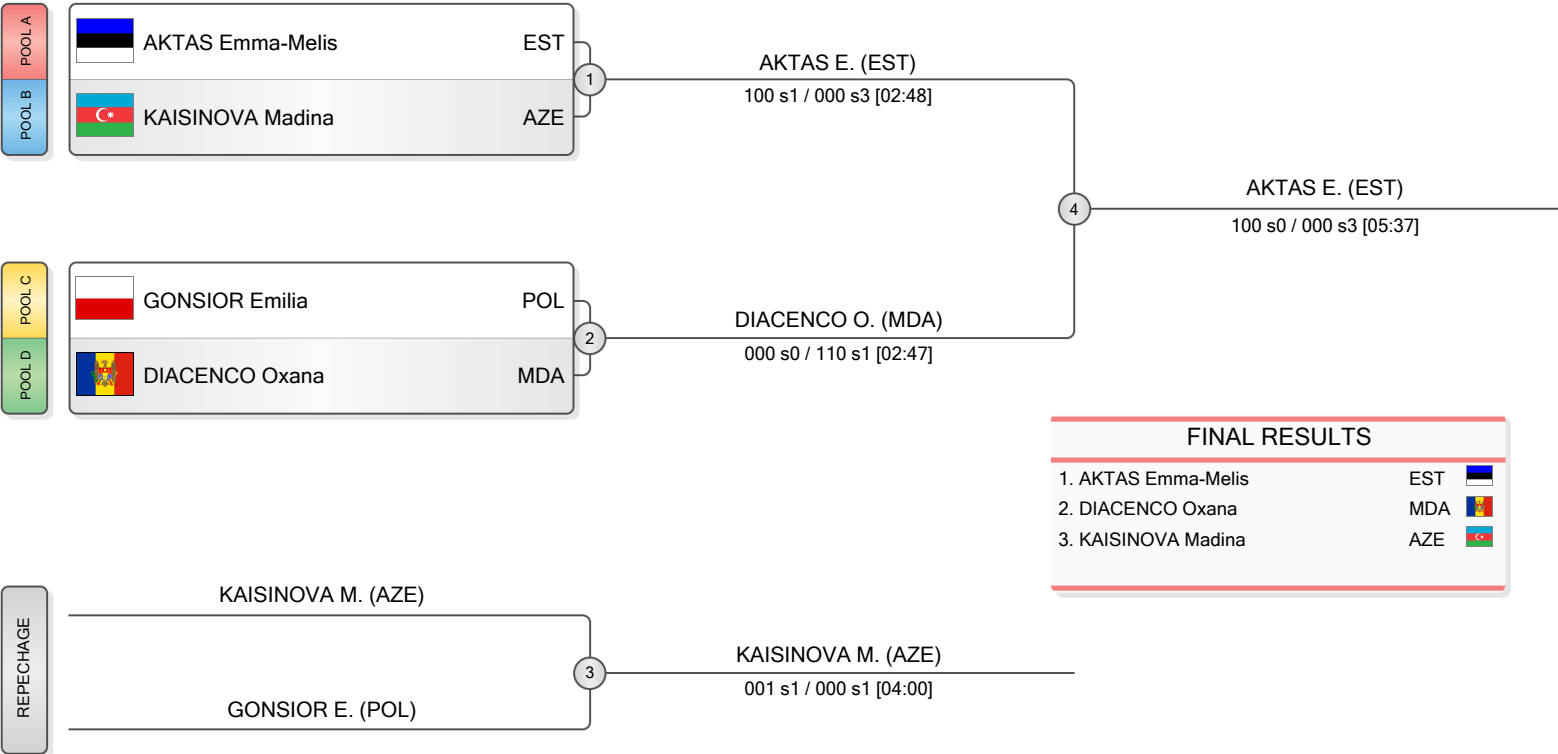 POOL A
AKTAS Emma-Melis EST
POOL B
KAISINOVA Madina AZE
1
AKTAS E. (EST)
100 s1 / 000 s3 [02:48]
4
AKTAS E. (EST)
100 s0 / 000 s3 [05:37]
POOL C
GONSIOR Emilia POL
POOL D
DIACENCO Oxana MDA
2
DIACENCO O. (MDA)
000 s0 / 110 s1 [02:47]
FINAL RESULTS
1. AKTAS Emma-Melis EST
2. DIACENCO Oxana MDA
3. KAISINOVA Madina AZE
REPECHAGE
KAISINOVA M. (AZE)
GONSIOR E. (POL)
3
KAISINOVA M. (AZE)
001 s1 / 000 s1 [04:00]